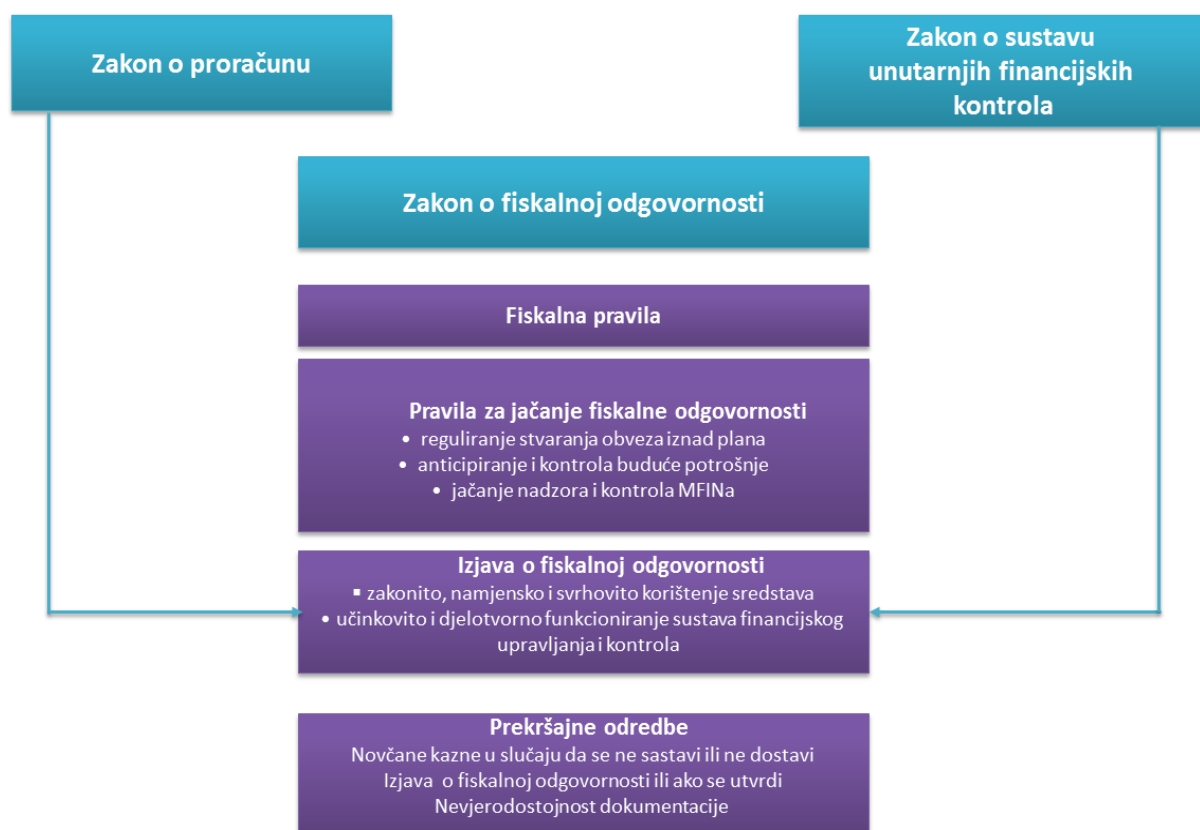 Zakon o proračunu
Zakon o sustavu
unutarnjih financijskih
kontrola
Zakon o fiskalnoj odgovornosti
Fiskalna pravila
Pravila za jačanje fiskalne odgovornosti
• reguliranje stvaranja obveza iznad plana
• anticipiranje i kontrola buduće potrošnje
• jačanje nadzora i kontrola MFINa
Izjava o fiskalnoj odgovornosti
▪ zakonito, namjensko i svrhovito korištenje sredstava
• učinkovito i djelotvorno funkcioniranje sustava financijskog
upravljanja i kontrola
Prekršajne odredbe
Novčane kazne u slučaju da se ne sastavi ili ne dostavi
Izjava o fiskalnoj odgovornosti ili ako se utvrdi
Nevjerodostojnost dokumentacije